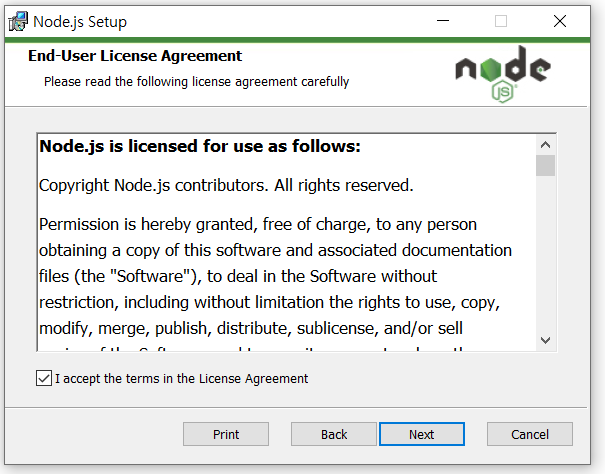 Node.js Setup
End-User License Agreement
Please read the following license agreement carefully
node
JS
Node.js is licensed for use as follows:
Copyright Node.js contributors. All rights reserved.
Permission is hereby granted, free of charge, to any person
obtaining a copy of this software and associated documentation
files (the "Software"), to deal in the Software without
restriction, including without limitation the rights to use, copy,
modify, merge, publish, distribute, sublicense, and/or sell
I accept the terms in the License Agreement
Print
Back
Next
Cancel